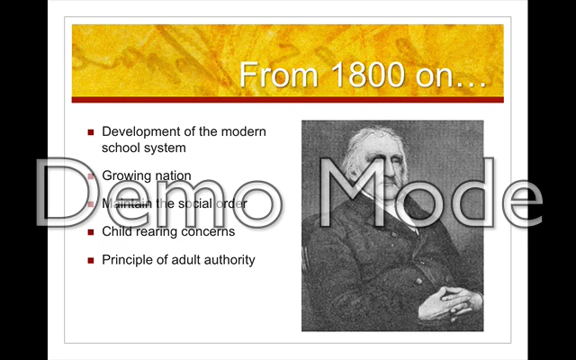 From 1800 on…
Development of the modern
school system
Growing nation
Maintain the social order
Child rearing concerns
Principle of adult authority
Demo Mode